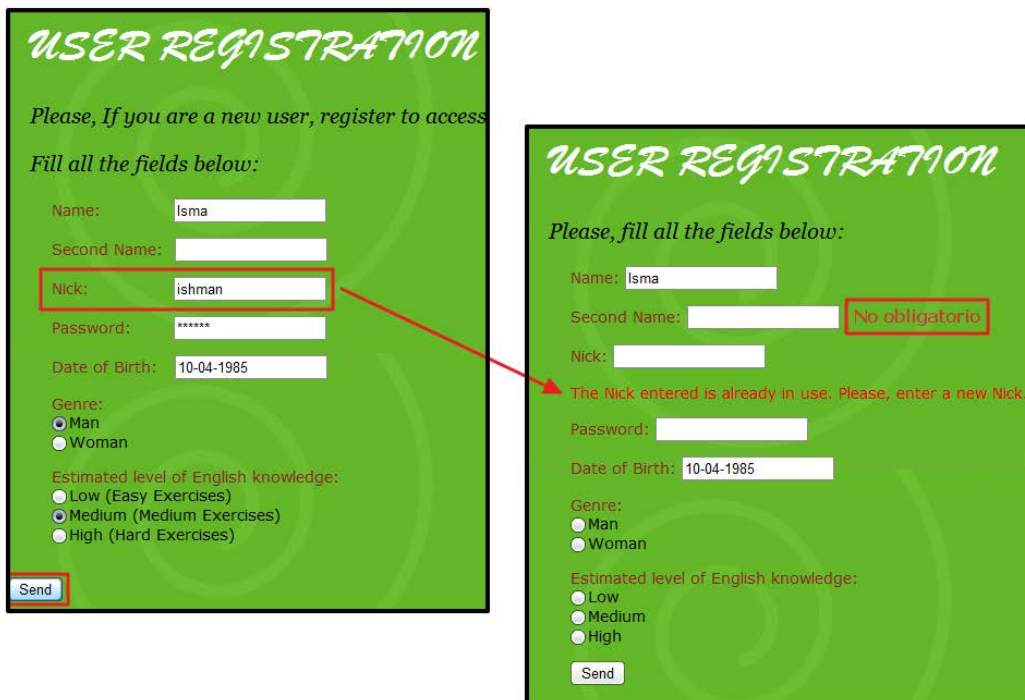 USER REGISTRATION
Please, If you are a new user, register to access
Fill all the fields below:
Name: Isma
Second Name:
Nick: ishman
Password: ******
Date of Birth: 10-04-1985
Genre:
Man
Woman
Estimated level of English knowledge:
Low (Easy Exercises)
Medium (Medium Exercises)
High (Hard Exercises)
Send
USER REGISTRATION
Please, fill all the fields below:
Name: Isma
Second Name: No obligatorio
Nick:
The Nick entered is already in use. Please, enter a new Nick.
Password:
Date of Birth: 10-04-1985
Genre:
Man
Woman
Estimated level of English knowledge:
Low
Medium
High
Send